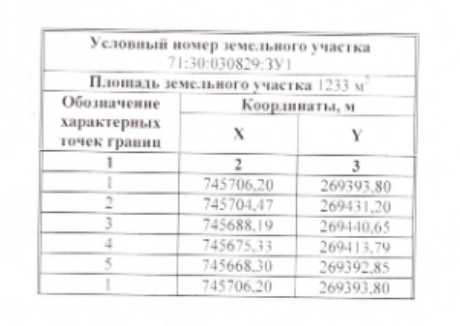 Условный номер земельного участка
71:30:030829:ЗУ1
Площадь земельного участка 1233 м²
Обозначение характерных точек границ
Координаты, м
X Y
1 2 3
1 745706,20 269393,80
2 745704,47 269431,20
3 745688,19 269440,65
4 745675,33 269413,79
5 745668,30 269392,85
1 745706,20 269393,80